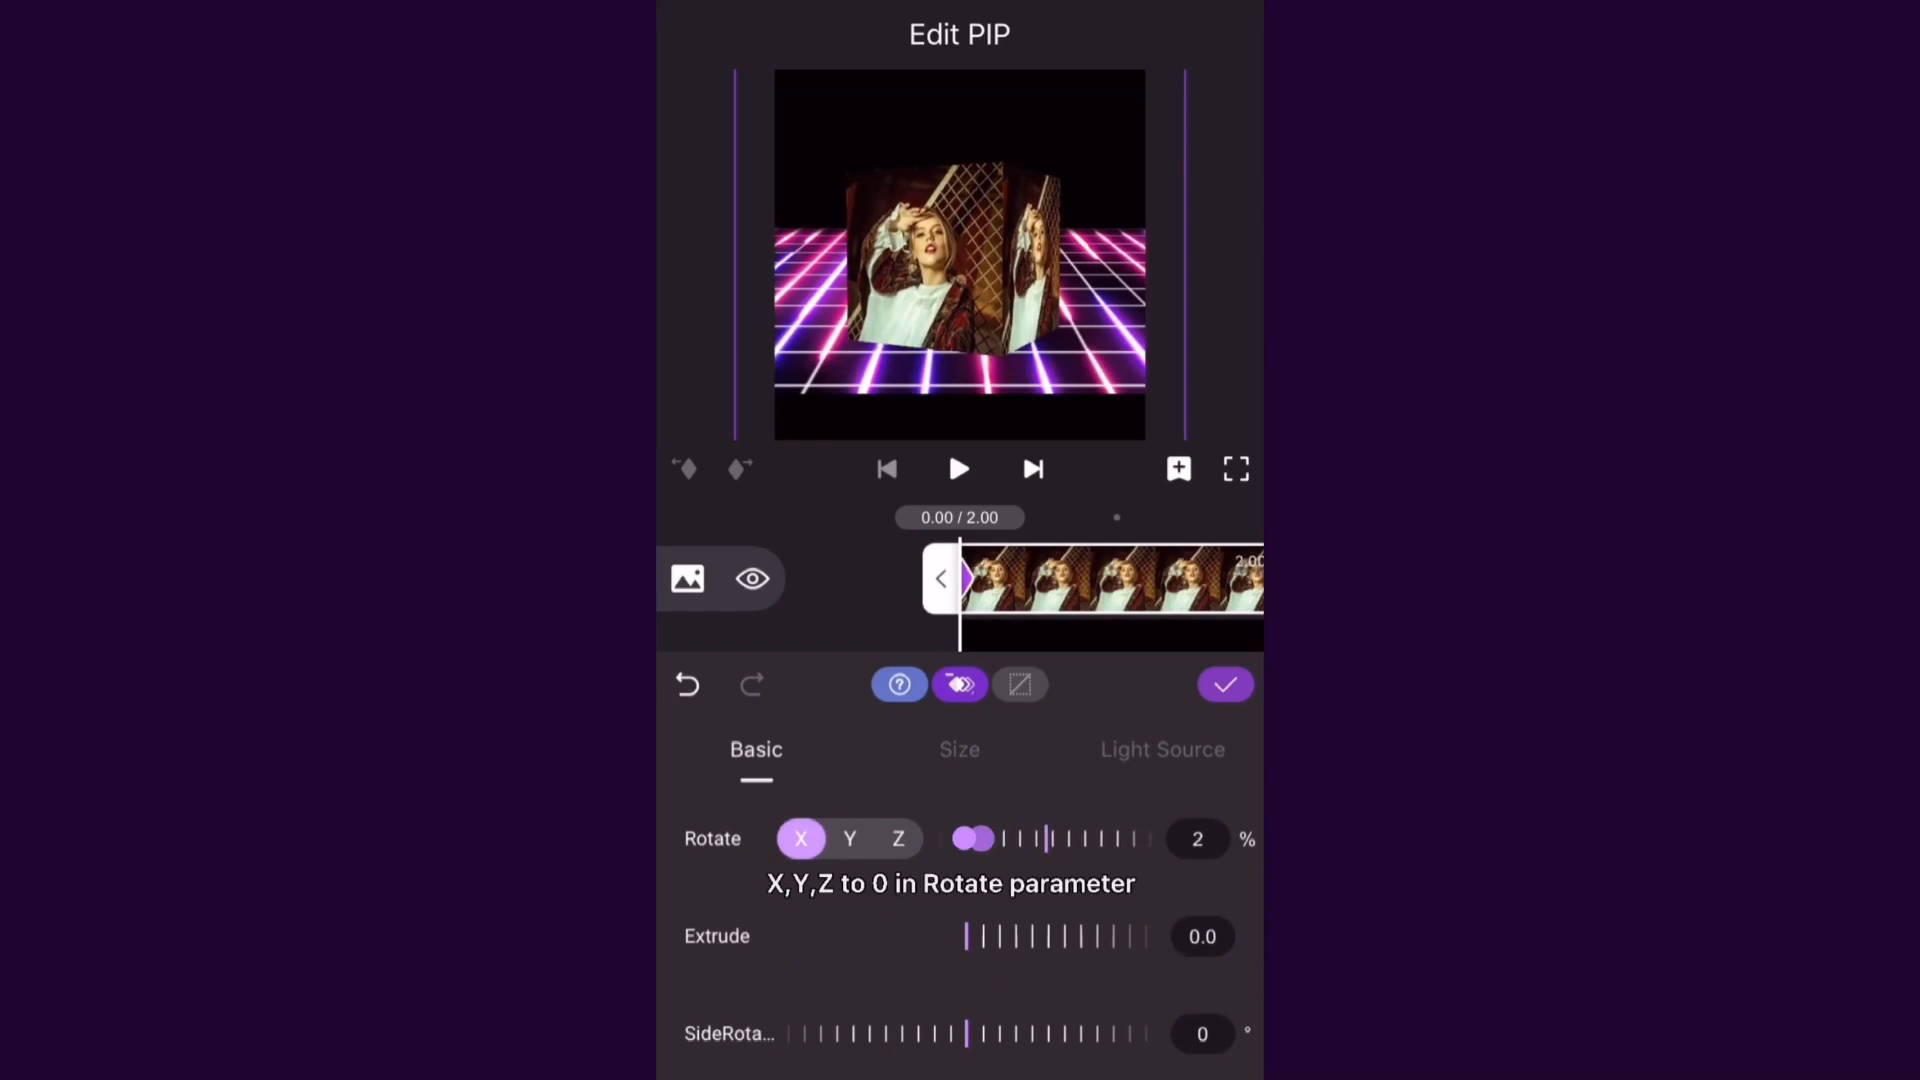 Edit PIP
0.00 / 2.00
2.00
Basic Size Light Source
Rotate X Y Z 2 %
X,Y,Z to 0 in Rotate parameter
Extrude 0.0
SideRota... 0 °